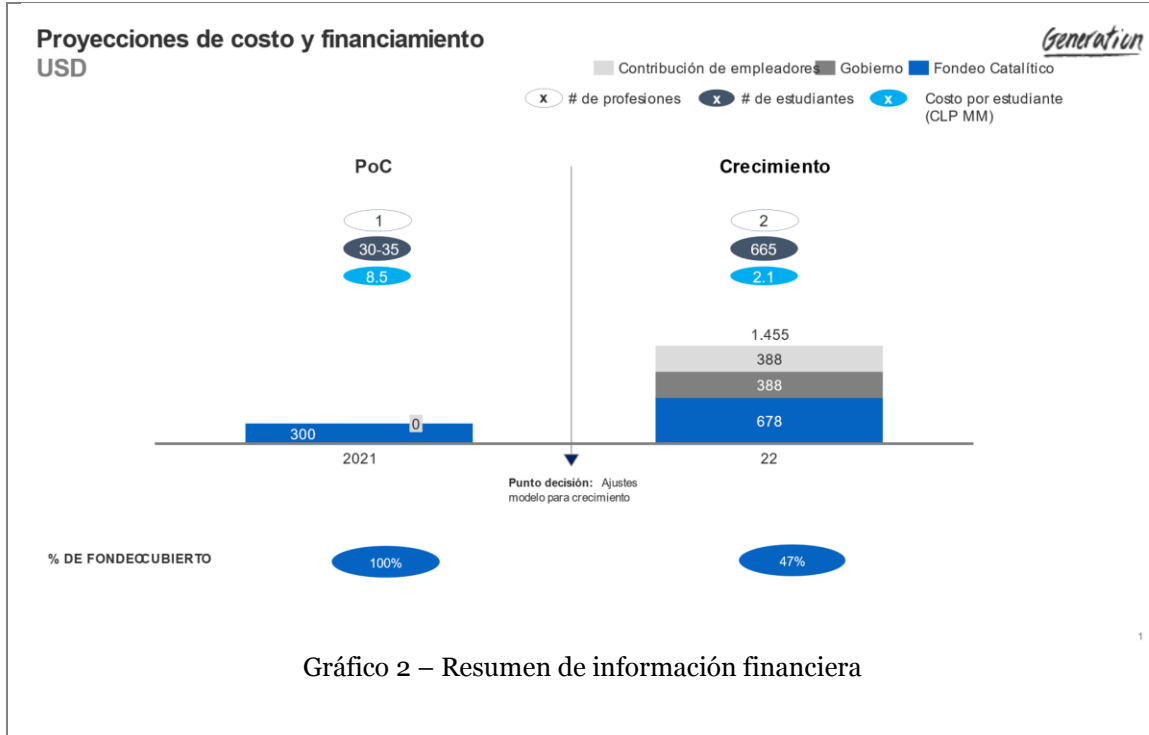 Proyecciones de costo y financiamiento
USD
Generation
Contribución de empleadores Gobierno Fondeo Catalítico
x # de profesiones x # de estudiantes x Costo por estudiante
(CLP MM)
PoC Crecimiento
1 2
30-35 665
8.5 2.1
1.455
388
388
300 0 678
2021 22
Punto decisión: Ajustes
modelo para crecimiento
% DE FONDEO CUBIERTO 100% 47%
1
Gráfico 2 – Resumen de información financiera